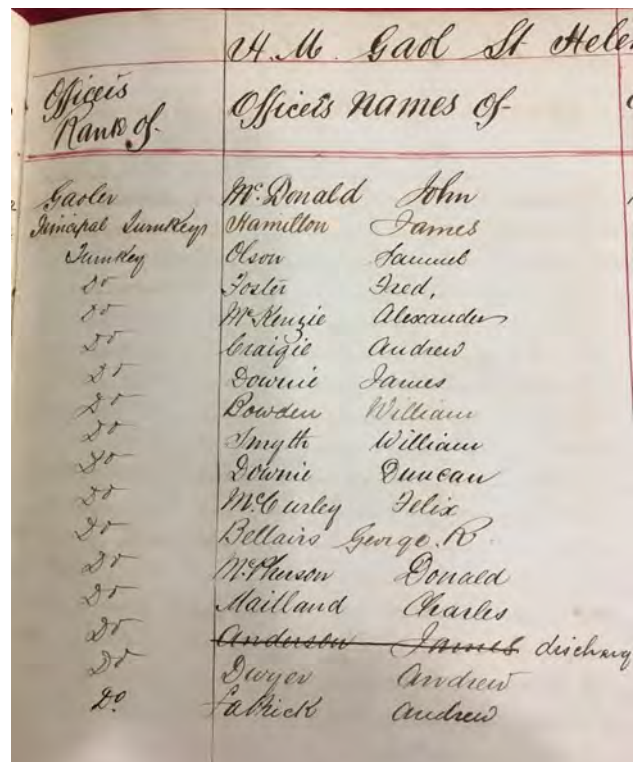 H. M. Gaol St Hele
Officers Rank of-
Officers names of-
Gaoler McDonald John
Principal Turnkeys Hamilton James
Turnkey Olson Samuel
Do Foster Fred,
Do McKenzie Alexander
Do Craigie Andrew
Do Downie James
Do Bowden William
Do Smyth William
Do Downie Duncan
Do McCurley Felix
Do Bellairs George. R.
Do McPherson Donald
Do Mailland Charles
Do Anderson James discharg
Do Dwyer Andrew
Do Patrick Andrew